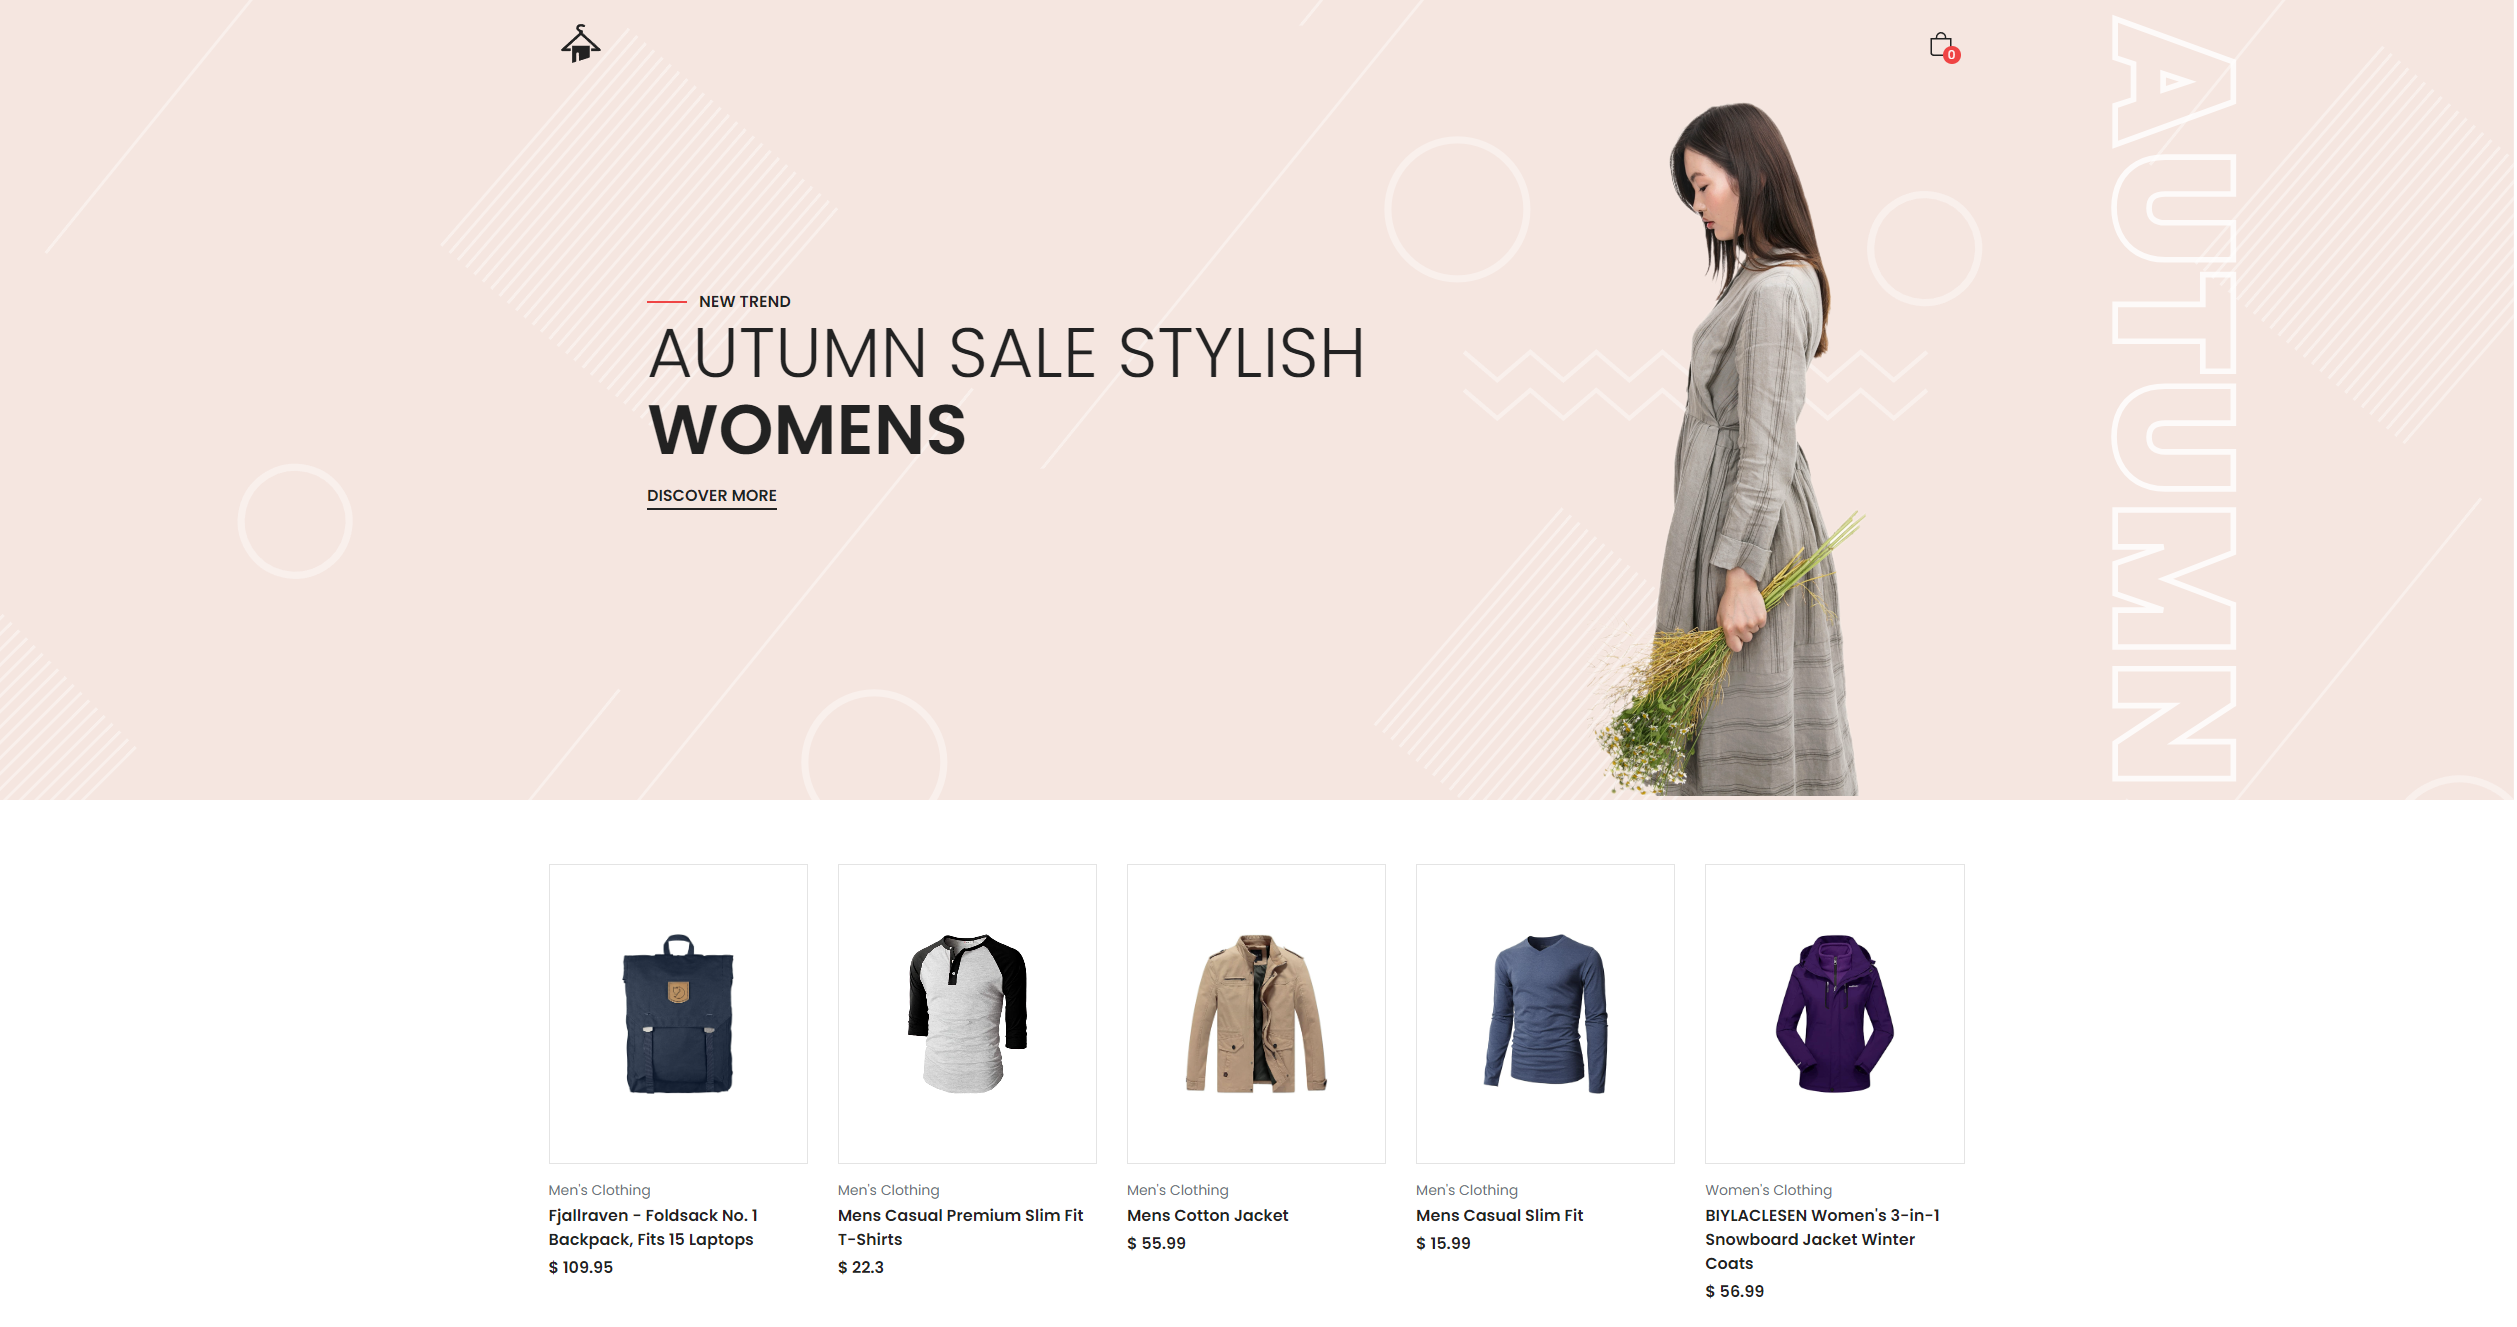 0
AUTUMN
NEW TREND
AUTUMN SALE STYLISH
WOMENS
DISCOVER MORE
Men's Clothing
Fjallraven - Foldsack No. 1
Backpack, Fits 15 Laptops
$ 109.95
Men's Clothing
Mens Casual Premium Slim Fit
T-Shirts
$ 22.3
Men's Clothing
Mens Cotton Jacket
$ 55.99
Men's Clothing
Mens Casual Slim Fit
$ 15.99
Women's Clothing
BIYLACLESEN Women's 3-in-1
Snowboard Jacket Winter
Coats
$ 56.99